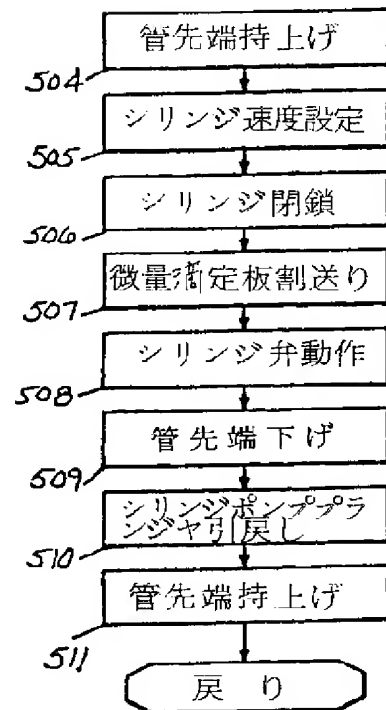 管先端持上げ
504
シリンジ速度設定
505
シリンジ閉鎖
506
微量滴定板割送り
507
シリンジ弁動作
508
管先端下げ
509
シリンジポンププラ
ンジヤ引戻し
510
管先端持上げ
511
戻り